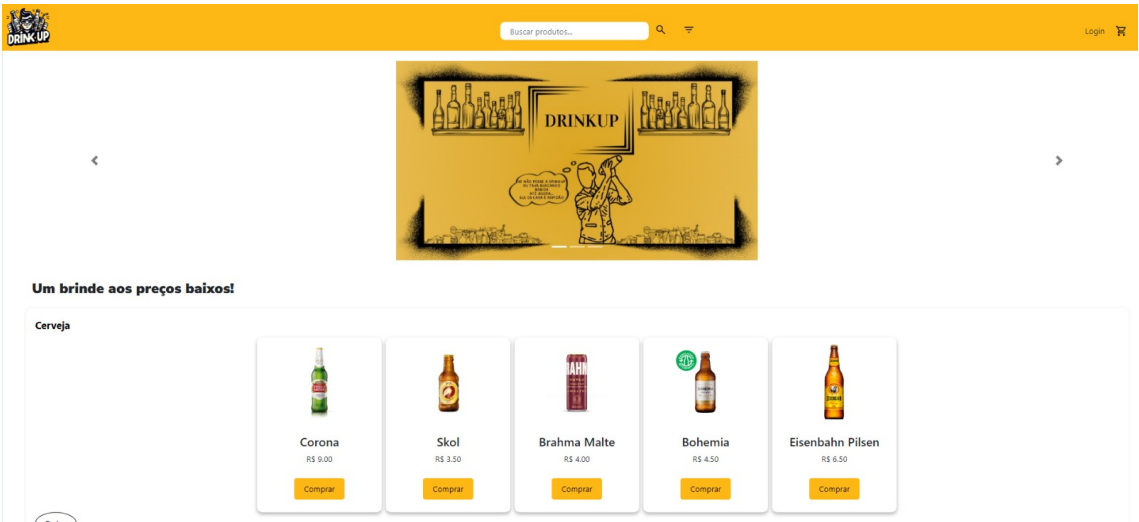 DRINK UP
Buscar produtos...
Login
DRINKUP
Um brinde aos preços baixos!
Cerveja
Corona
Skol
Brahma Malte
Bohemia
Eisenbahn Pilsen
R$ 9.00
R$ 3.50
R$ 4.00
R$ 4.50
R$ 6.50
Comprar
Comprar
Comprar
Comprar
Comprar